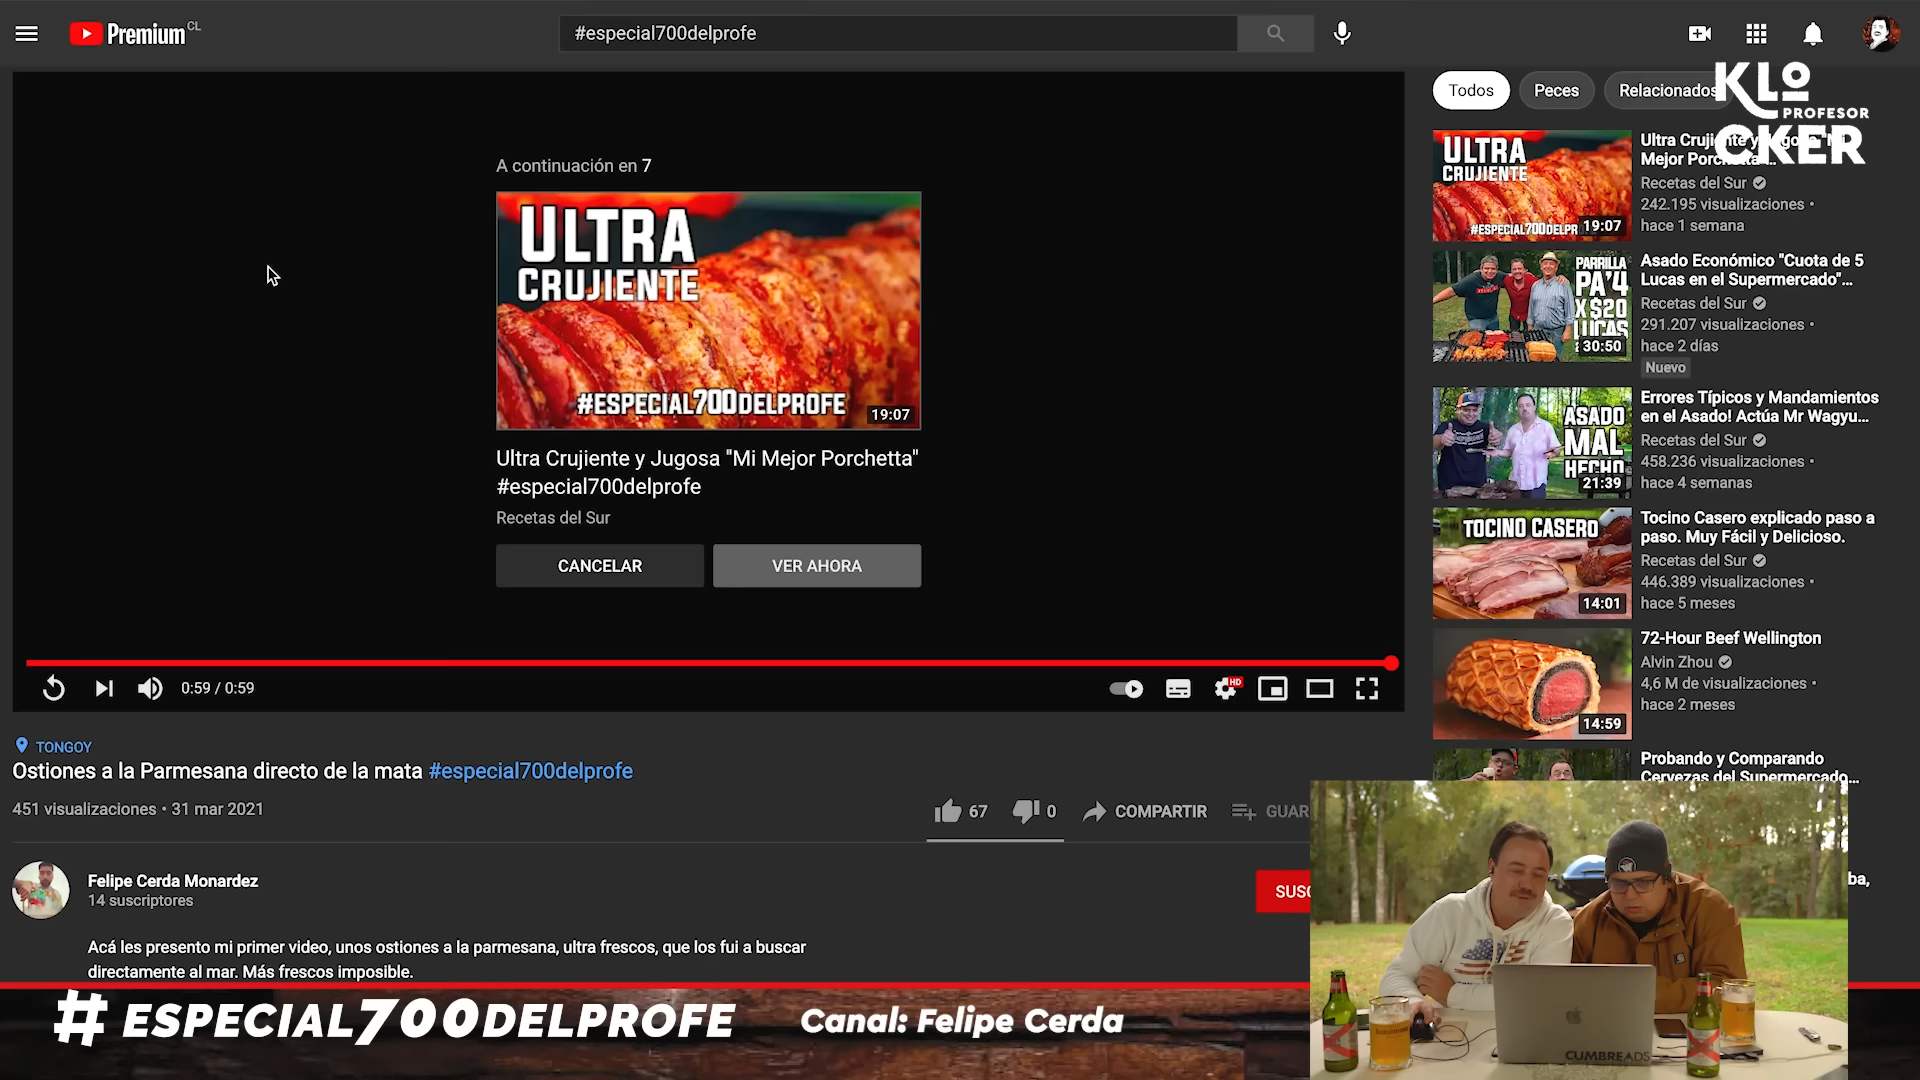 Premium CL
#especial700delprofe
KLO
PROFESOR
CKER
A continuación en 7
ULTRA
CRUJIENTE
#ESPECIAL700DELPROFE
19:07
Ultra Crujiente y Jugosa "Mi Mejor Porchetta"
#especial700delprofe
Recetas del Sur
CANCELAR
VER AHORA
0:59 / 0:59
HD
TONGOY
Ostiones a la Parmesana directo de la mata #especial700delprofe
451 visualizaciones • 31 mar 2021
67
0
COMPARTIR
GUAR
Felipe Cerda Monardez
14 suscriptores
SUSC
Acá les presento mi primer video, unos ostiones a la parmesana, ultra frescos, que los fui a buscar
directamente al mar. Más frescos imposible.
Todos
Peces
Relacionados
ULTRA
CRUJIENTE
#ESPECIAL700DELPR
19:07
Ultra Crujiente y
Mejor Porchetta
Recetas del Sur
242.195 visualizaciones •
hace 1 semana
PARRILLA
PA'4
X $20
LUCAS
30:50
Asado Económico "Cuota de 5
Lucas en el Supermercado"...
Recetas del Sur
291.207 visualizaciones •
hace 2 días
Nuevo
ASADO
MAL
HECHO
21:39
Errores Típicos y Mandamientos
en el Asado! Actúa Mr Wagyu...
Recetas del Sur
458.236 visualizaciones •
hace 4 semanas
TOCINO CASERO
14:01
Tocino Casero explicado paso a
paso. Muy Fácil y Delicioso.
Recetas del Sur
446.389 visualizaciones •
hace 5 meses
14:59
72-Hour Beef Wellington
Alvin Zhou
4,6 M de visualizaciones •
hace 2 meses
Probando y Comparando
Cervezas del Supermercado...
ba,
CUMBREADS
#ESPECIAL700DELPROFE
Canal: Felipe Cerda